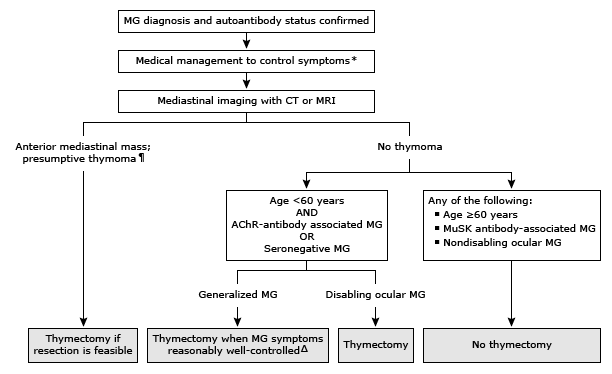 MG diagnosis and autoantibody status confirmed
Medical management to control symptoms*
Mediastinal imaging with CT or MRI
Anterior mediastinal mass;
presumptive thymoma¶
No thymoma
Age <60 years
AND
AChR-antibody associated MG
OR
Seronegative MG
Any of the following:
▪ Age ≥60 years
▪ MuSK antibody-associated MG
▪ Nondisabling ocular MG
Generalized MG
Disabling ocular MG
Thymectomy if
resection is feasible
Thymectomy when MG symptoms
reasonably well-controlledΔ
Thymectomy
No thymectomy